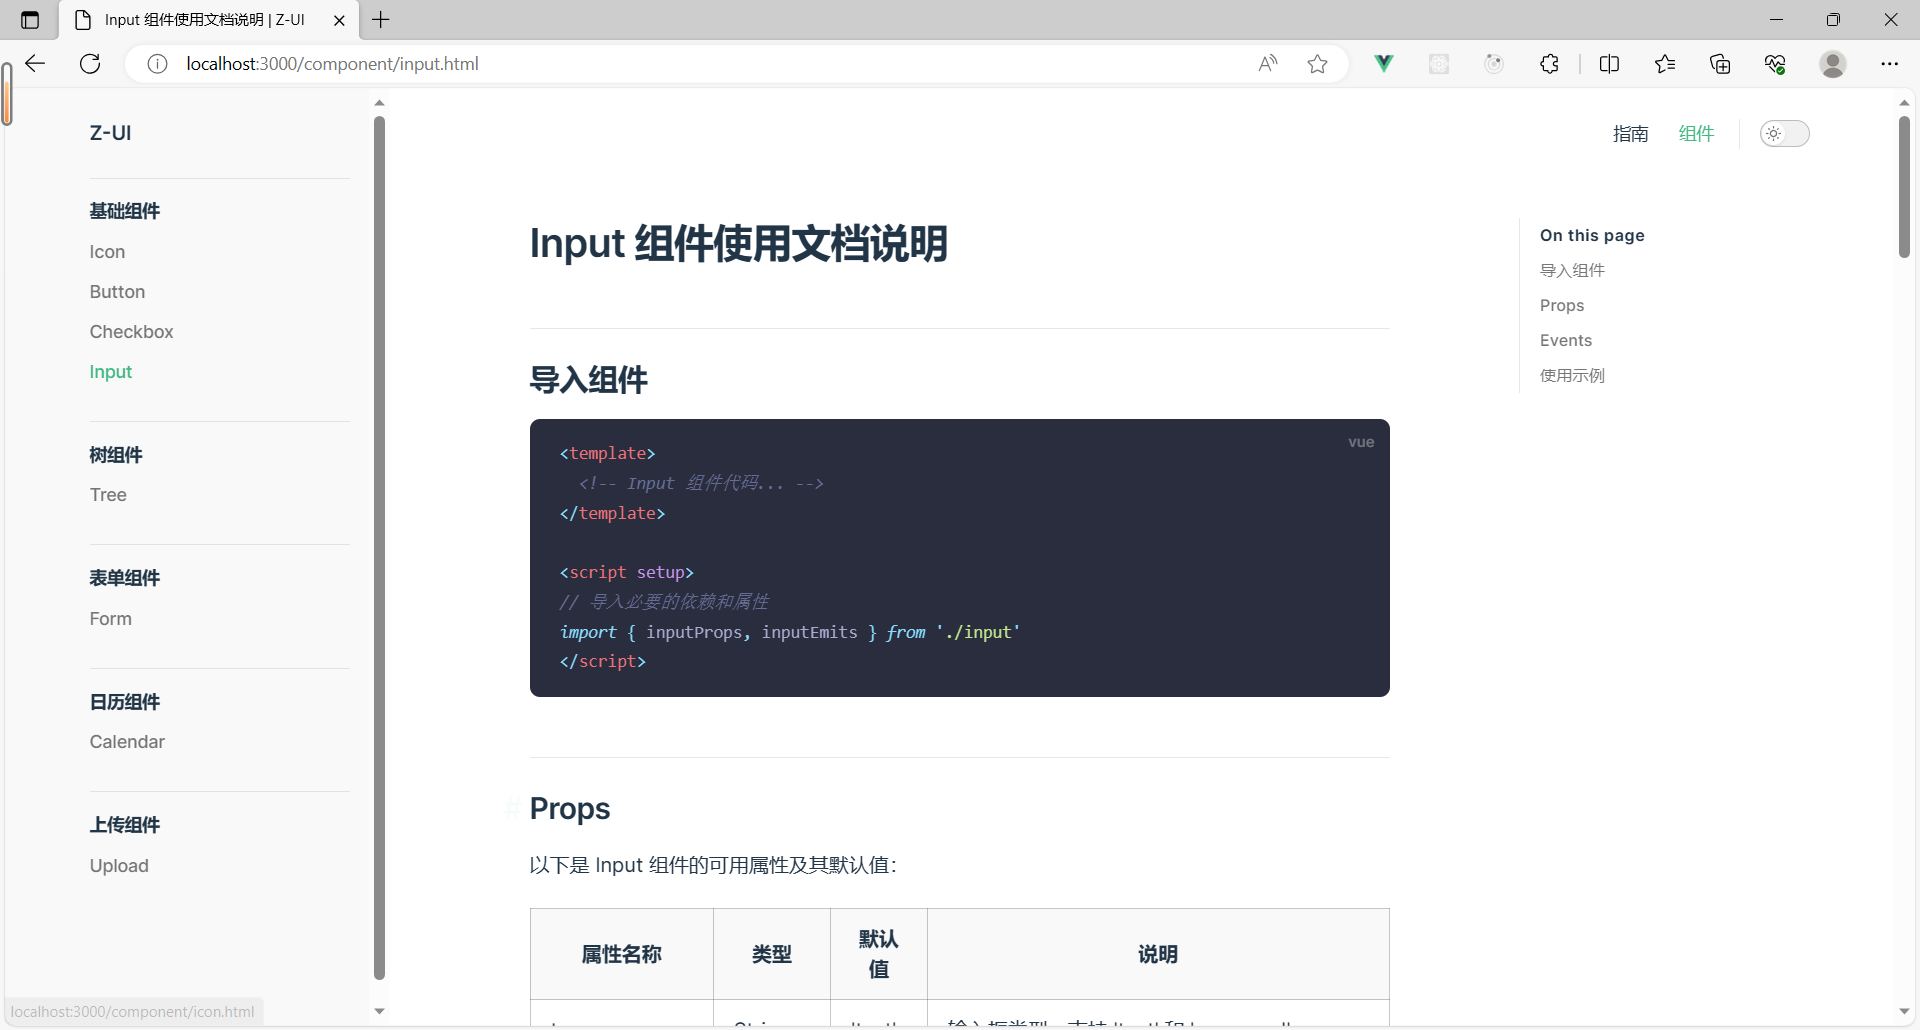 Input 组件使用文档说明 | Z-UI
localhost:3000/component/input.html
Z-UI
指南
组件
基础组件
Icon
Button
Checkbox
Input
树组件
Tree
表单组件
Form
日历组件
Calendar
上传组件
Upload
Input 组件使用文档说明
导入组件
vue
<template>
<!-- Input 组件代码... -->
</template>
<script setup>
// 导入必要的依赖和属性
import { inputProps, inputEmits } from './input'
</script>
# Props
以下是 Input 组件的可用属性及其默认值：
属性名称 类型 默认值 说明
On this page
导入组件
Props
Events
使用示例
localhost:3000/component/icon.html